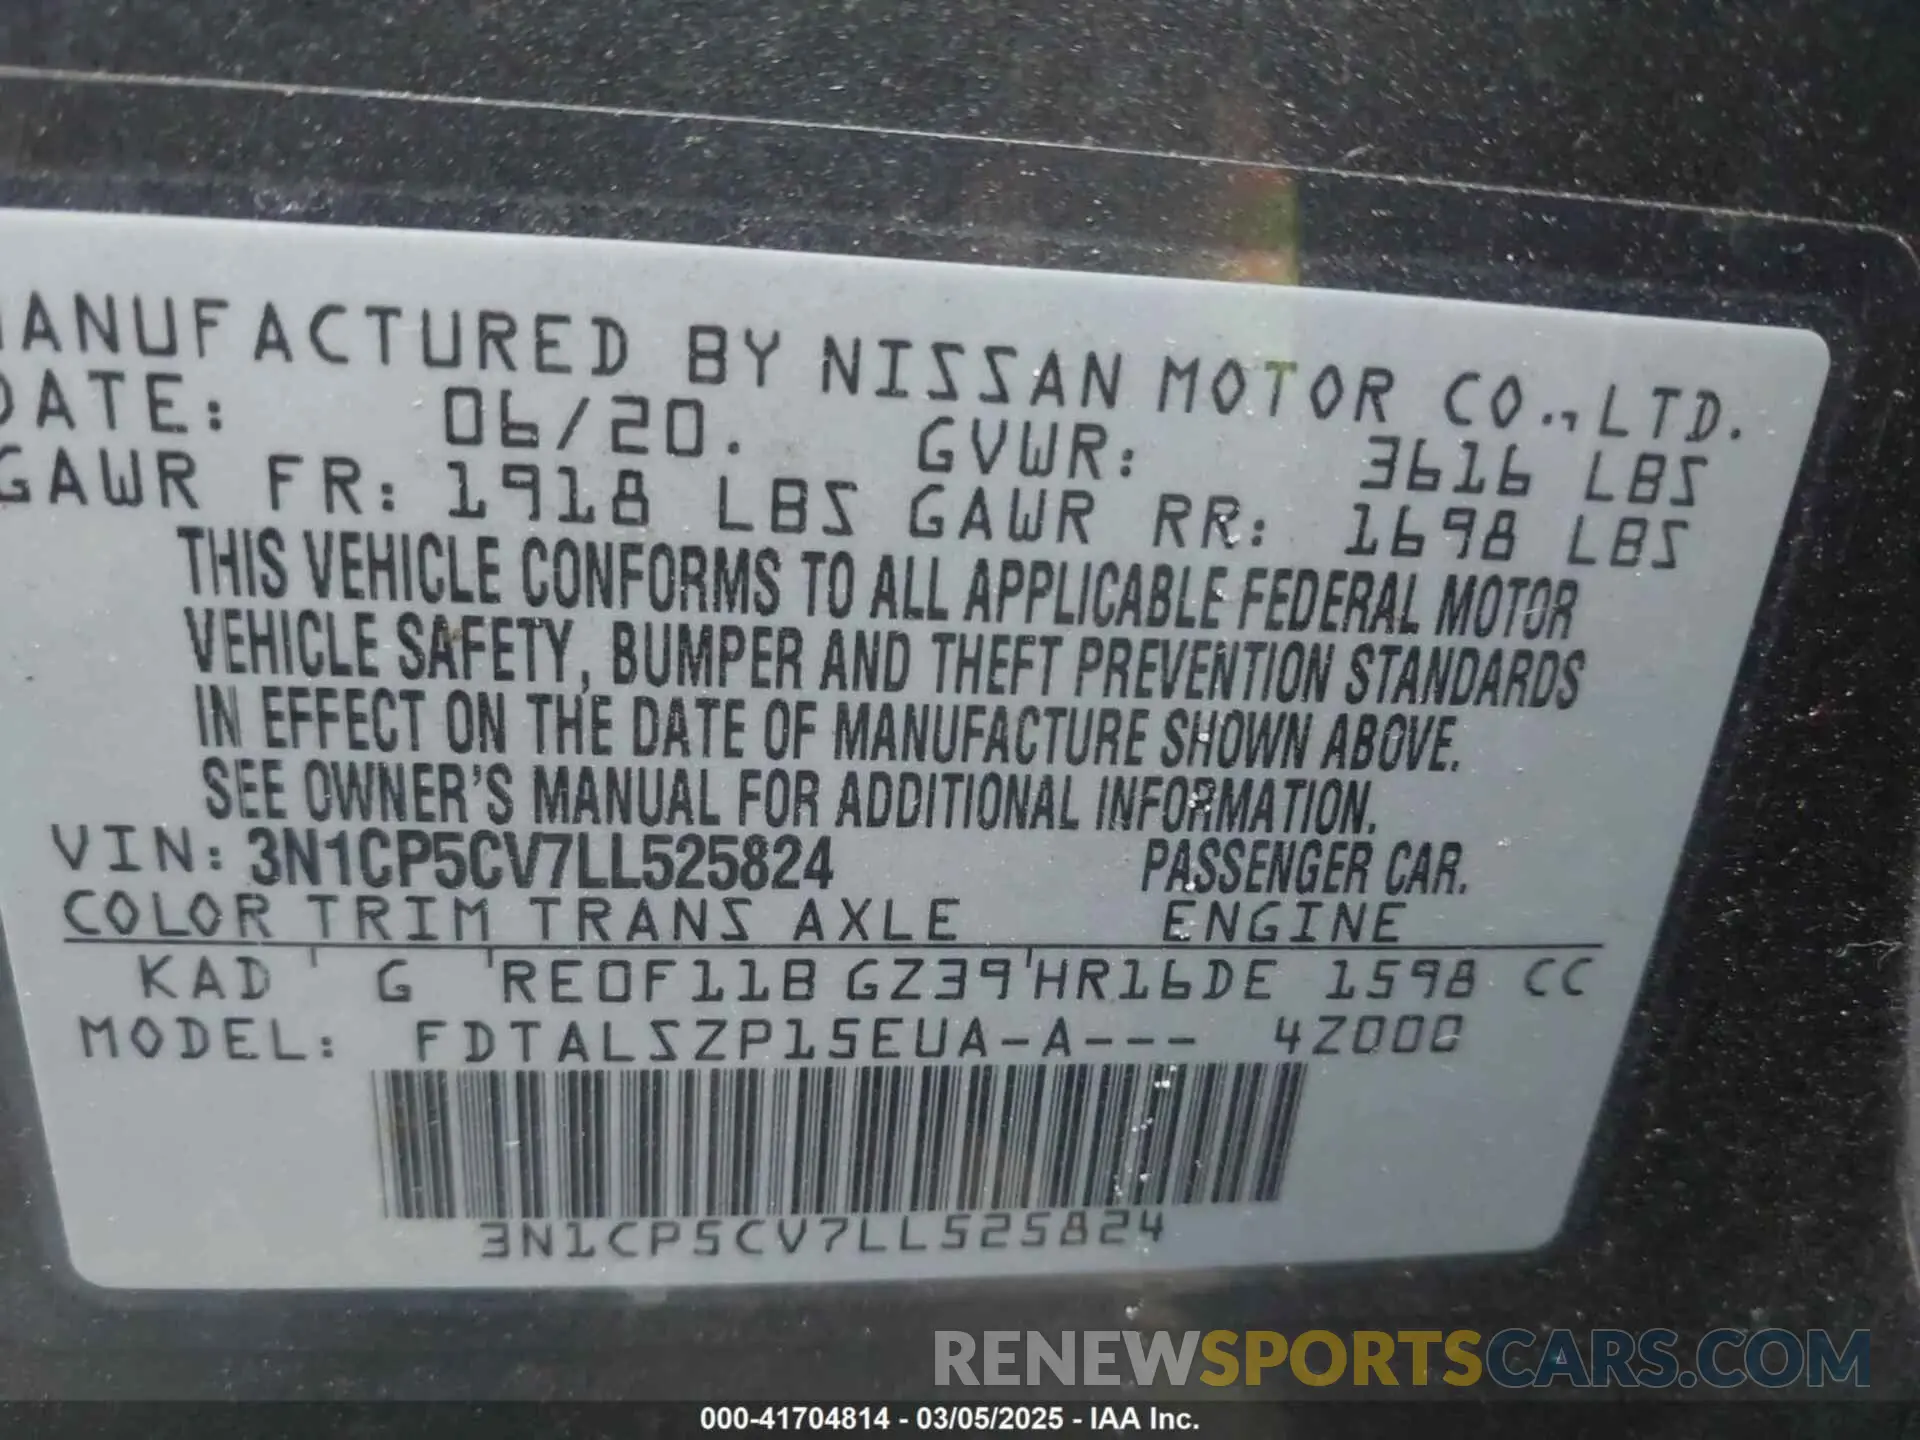 MANUFACTURED BY NISSAN MOTOR CO., LTD.
DATE: 06/20. GVWR: 3616 LBS
GAWR FR: 1918 LBS GAWR RR: 1698 LBS
THIS VEHICLE CONFORMS TO ALL APPLICABLE FEDERAL MOTOR
VEHICLE SAFETY, BUMPER AND THEFT PREVENTION STANDARDS
IN EFFECT ON THE DATE OF MANUFACTURE SHOWN ABOVE.
SEE OWNER'S MANUAL FOR ADDITIONAL INFORMATION.
VIN: 3N1CP5CV7LL525824 PASSENGER CAR.
COLOR TRIM TRANS AXLE ENGINE
KAD ' G 'RE0F11B GZ39'HR16DE 1598 CC
MODEL: FDTALSZP15EUA-A--- 4Z000
3N1CP5CV7LL525824
RENEWSPORTSCARS.COM
000-41704814 - 03/05/2025 - IAA Inc.